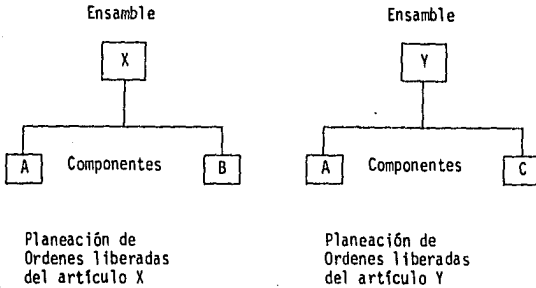 Ensamble
X
A Componentes B
Planeación de
Ordenes liberadas
del artículo X
Ensamble
Y
A Componentes C
Planeación de
Ordenes liberadas
del artículo Y